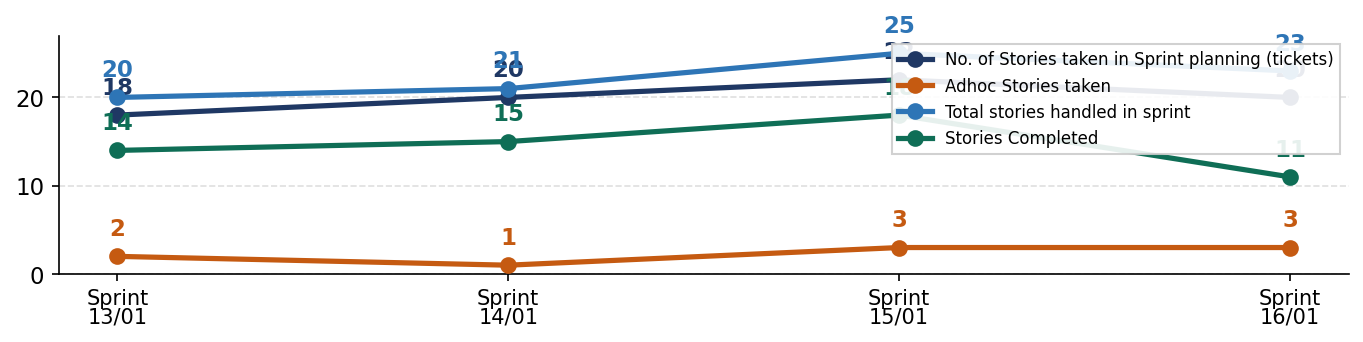 25
20
21
23
18
20
14
15
11
2
1
3
3
No. of Stories taken in Sprint planning (tickets)
Adhoc Stories taken
Total stories handled in sprint
Stories Completed
20
10
0
Sprint
13/01
Sprint
14/01
Sprint
15/01
Sprint
16/01